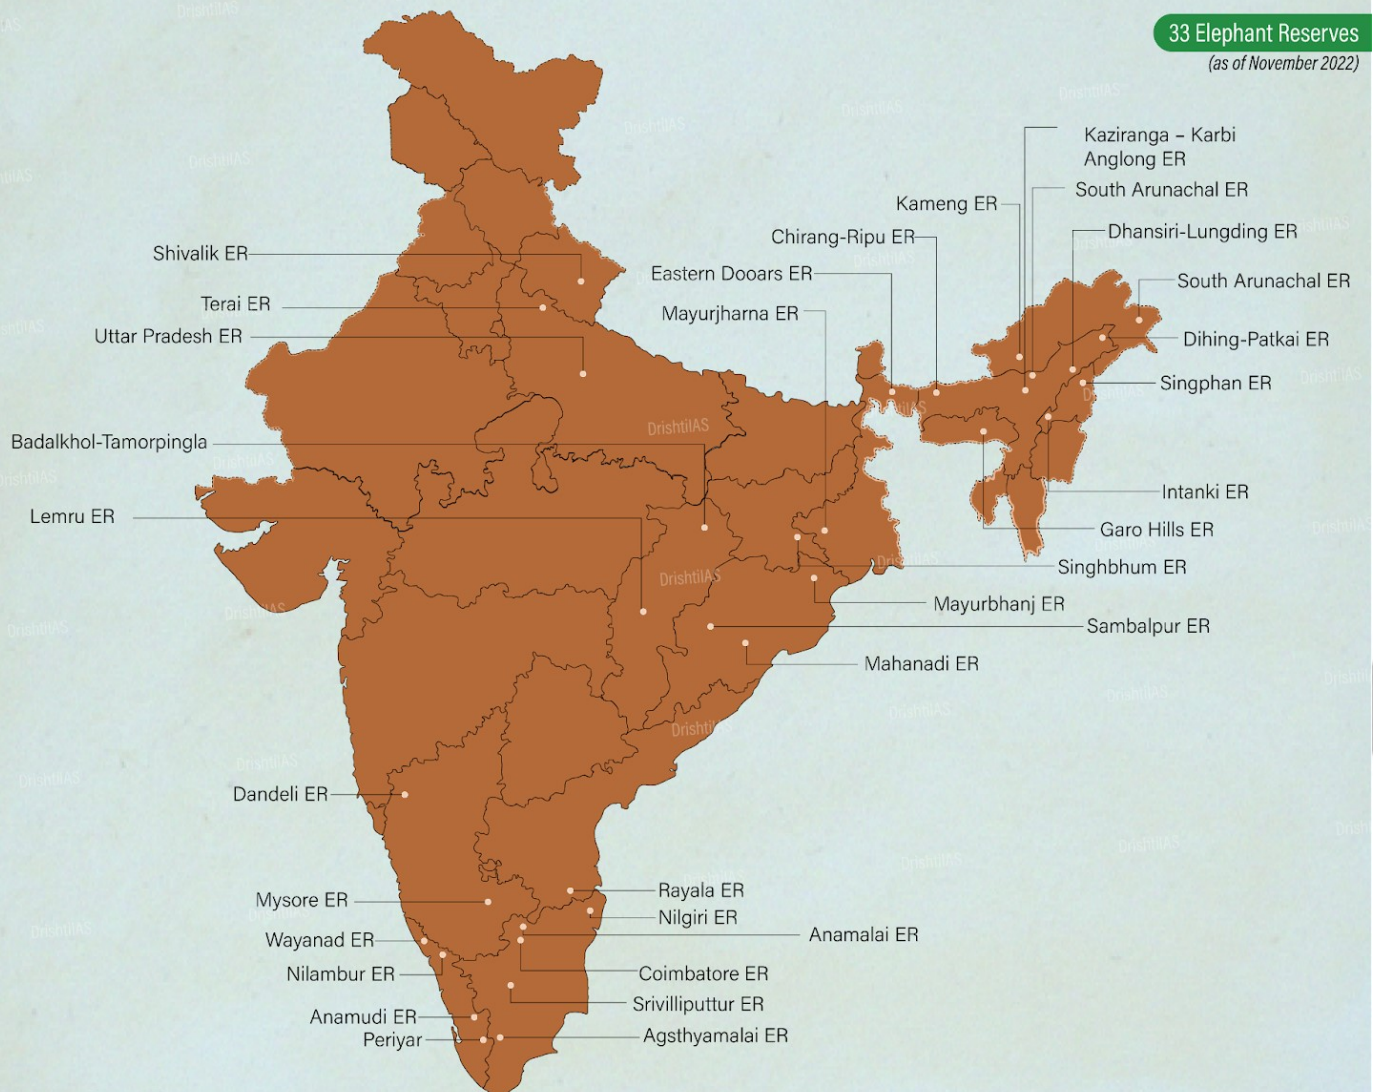 33 Elephant Reserves
(as of November 2022)
Kaziranga – Karbi
Anglong ER
South Arunachal ER
Kameng ER
Chirang-Ripu ER
Dhansiri-Lungding ER
Shivalik ER
Eastern Dooars ER
South Arunachal ER
Terai ER
Mayurjharna ER
Uttar Pradesh ER
Dihing-Patkai ER
Singphan ER
Badalkhol-Tamorpingla
Intanki ER
Lemru ER
Garo Hills ER
Singhbhum ER
Mayurbhanj ER
Sambalpur ER
Mahanadi ER
Dandeli ER
Rayala ER
Mysore ER
Nilgiri ER
Anamalai ER
Wayanad ER
Nilambur ER
Coimbatore ER
Srivilliputtur ER
Anamudi ER
Agsthyamalai ER
Periyar
DrishtiIAS